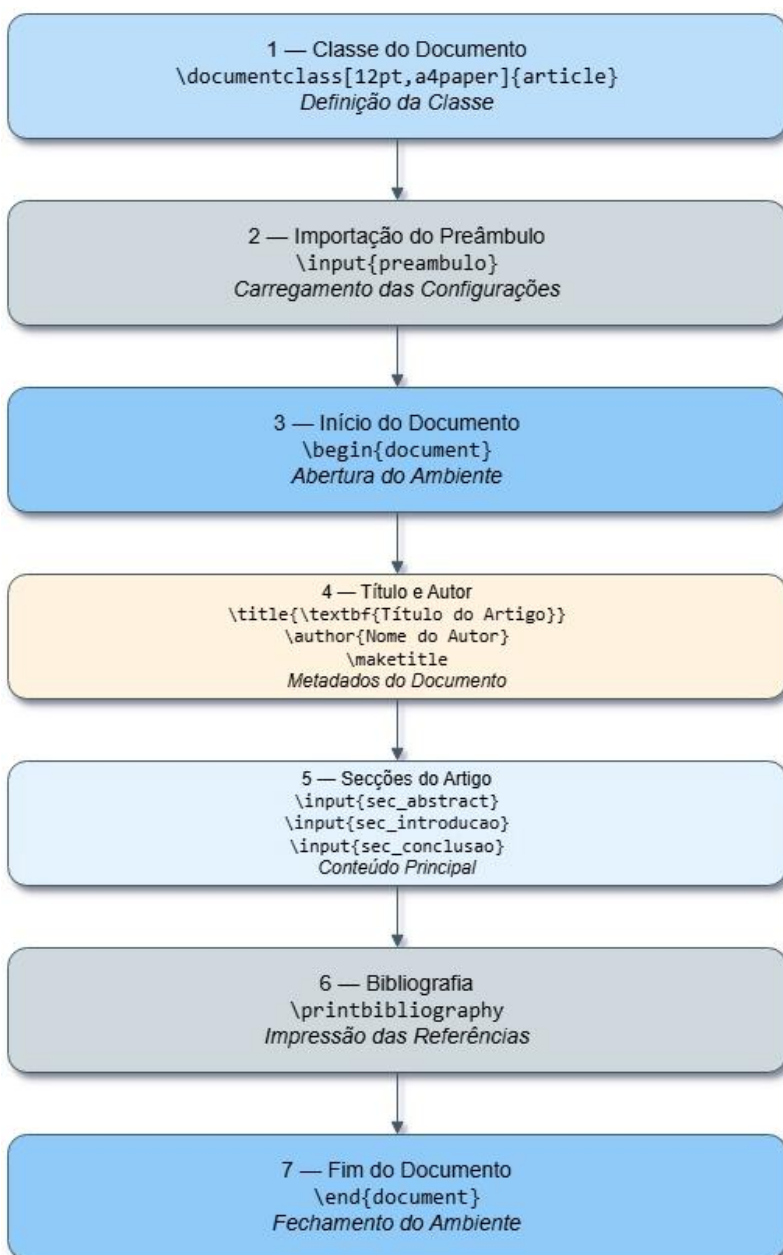 1 — Classe do Documento
\documentclass[12pt,a4paper]{article}
Definição da Classe
2 — Importação do Preâmbulo
\input{preambulo}
Carregamento das Configurações
3 — Início do Documento
\begin{document}
Abertura do Ambiente
4 — Título e Autor
\title{\textbf{Título do Artigo}}
\author{Nome do Autor}
\maketitle
Metadados do Documento
5 — Secções do Artigo
\input{sec_abstract}
\input{sec_introducao}
\input{sec_conclusao}
Conteúdo Principal
6 — Bibliografia
\printbibliography
Impressão das Referências
7 — Fim do Documento
\end{document}
Fechamento do Ambiente